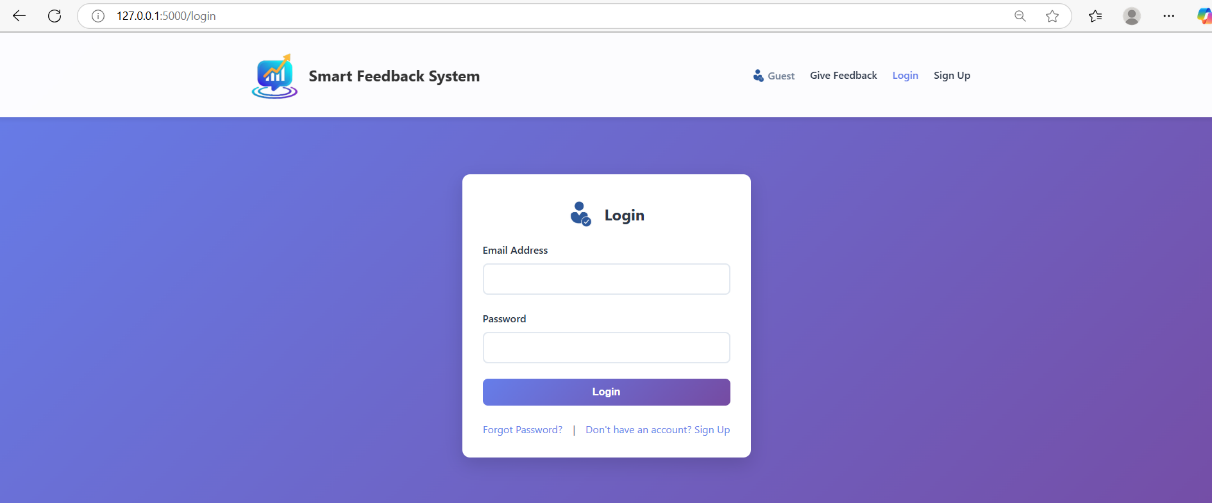 127.0.0.1:5000/login
Smart Feedback System
Guest Give Feedback Login Sign Up
Login
Email Address
Password
Login
Forgot Password? | Don't have an account? Sign Up